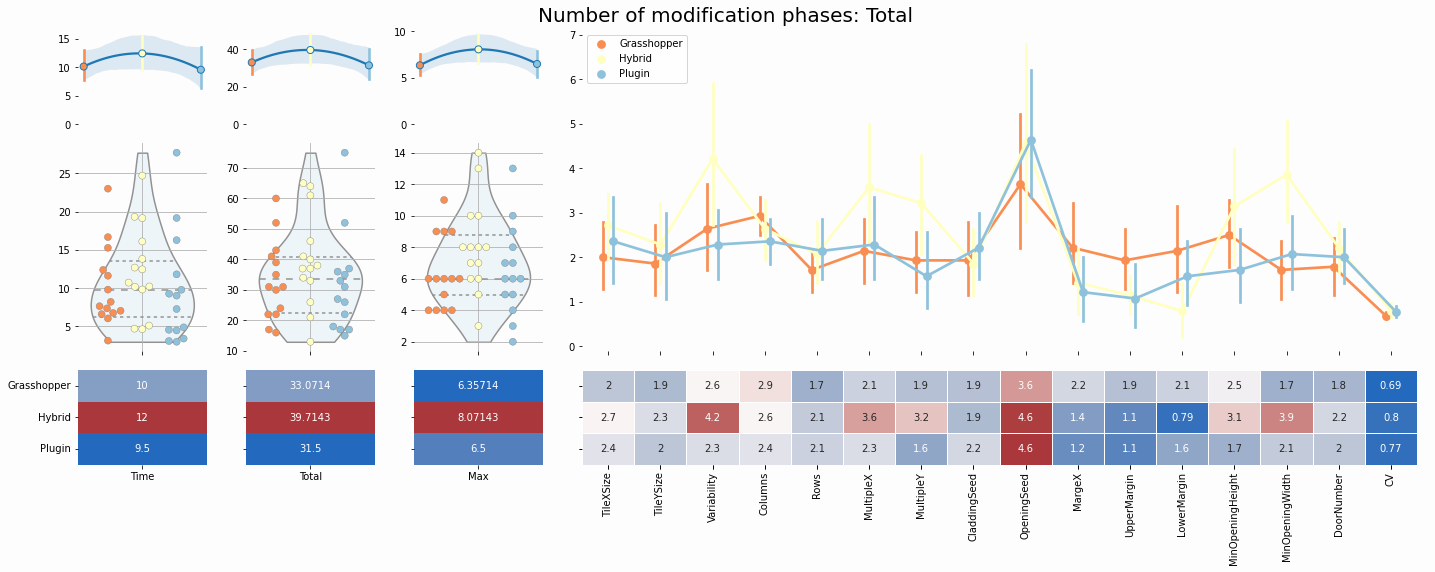 Number of modification phases: Total
15
10
5
0
40
20
0
10
5
0
7
6
5
4
3
2
1
0
Grasshopper
Hybrid
Plugin
25
20
15
10
5
70
60
50
40
30
20
10
14
12
10
8
6
4
2
Grasshopper 10 33.0714 6.35714 2 1.9 2.6 2.9 1.7 2.1 1.9 1.9 3.6 2.2 1.9 2.1 2.5 1.7 1.8 0.69
Hybrid 12 39.7143 8.07143 2.7 2.3 4.2 2.6 2.1 3.6 3.2 1.9 4.6 1.4 1.1 0.79 3.1 3.9 2.2 0.8
Plugin 9.5 31.5 6.5 2.4 2 2.3 2.4 2.1 2.3 1.6 2.2 4.6 1.2 1.1 1.6 1.7 2.1 2 0.77
Time Total Max
TileXSize
TileYSize
Variability
Columns
Rows
MultipleX
MultipleY
CladdingSeed
OpeningSeed
MargeX
UpperMargin
LowerMargin
MinOpeningHeight
MinOpeningWidth
DoorNumber
CV